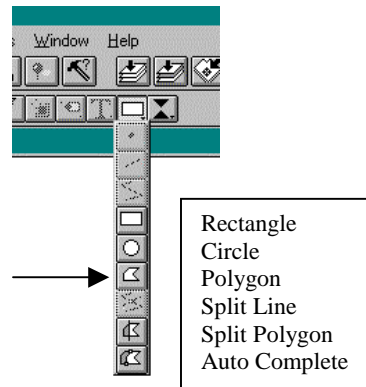 s Window Help
T
Rectangle
Circle
Polygon
Split Line
Split Polygon
Auto Complete